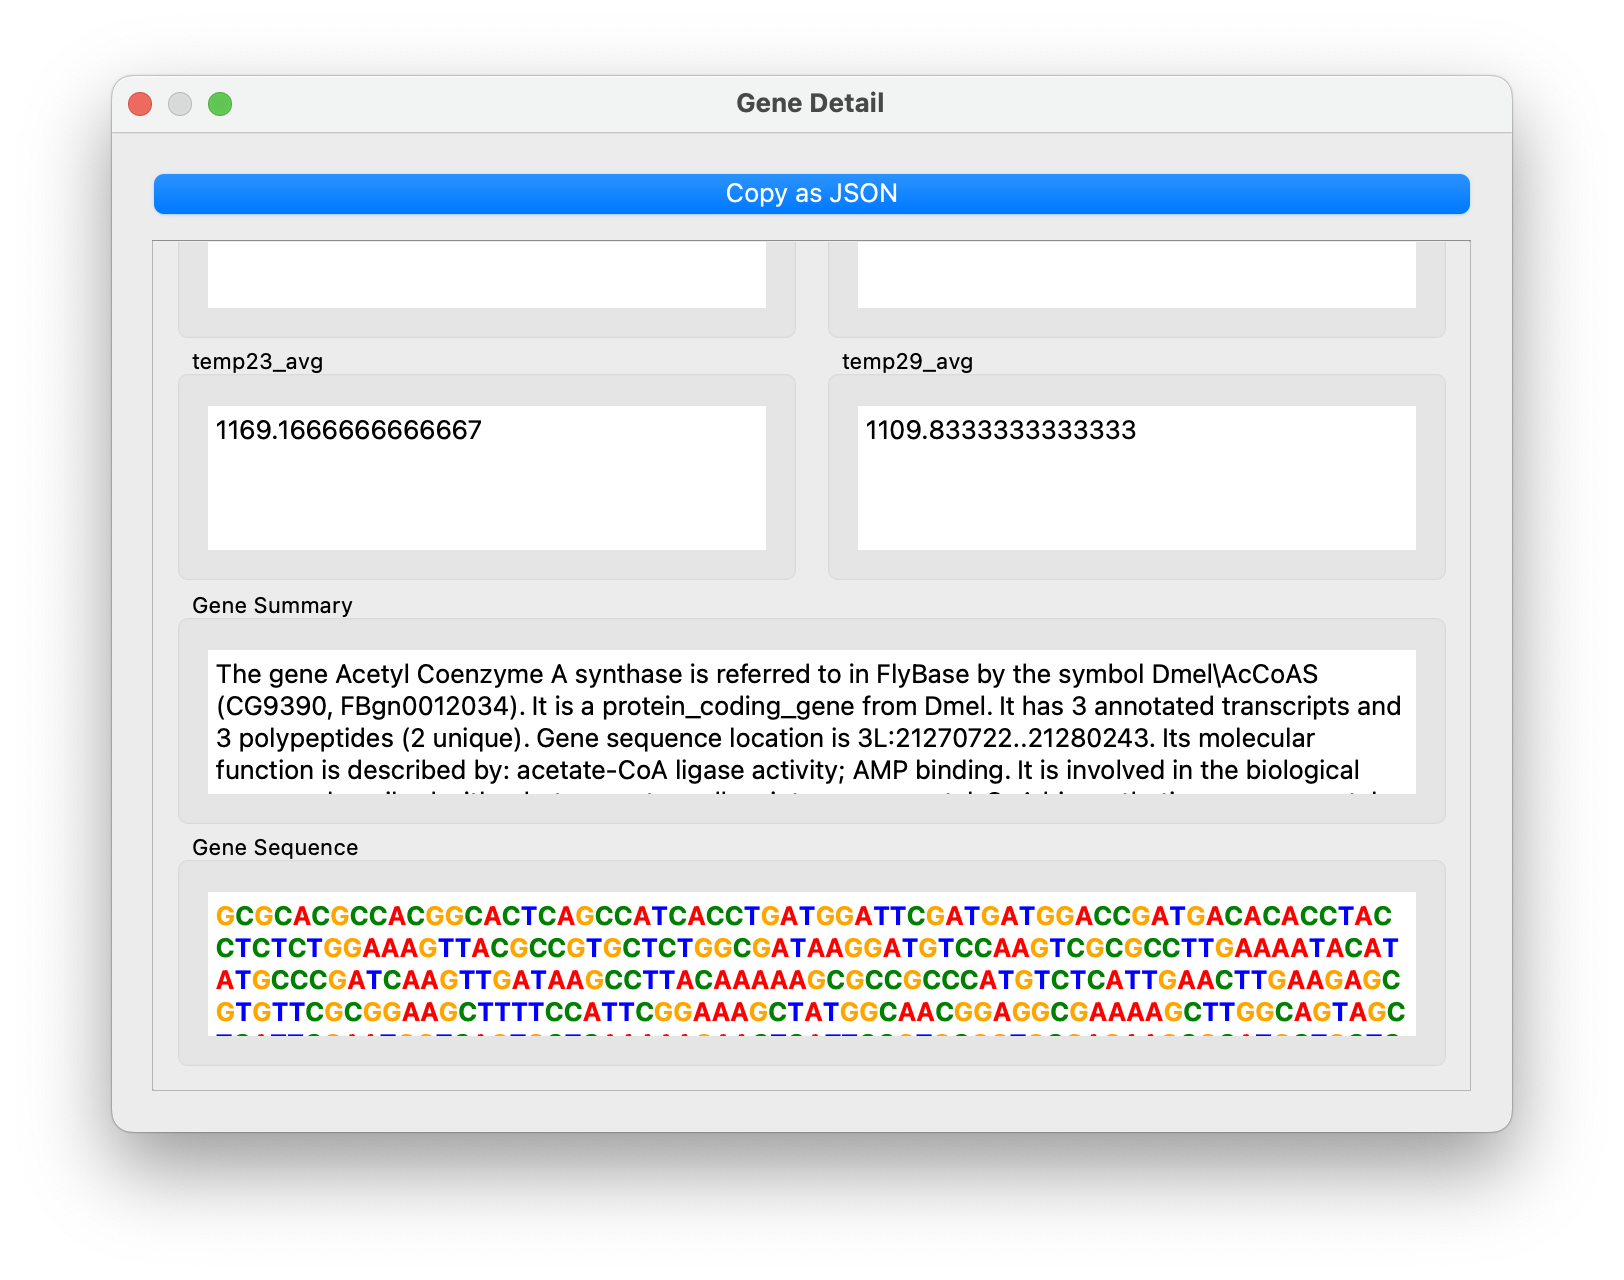 Gene Detail
Copy as JSON
temp23_avg
temp29_avg
1169.1666666666667
1109.8333333333333
Gene Summary
The gene Acetyl Coenzyme A synthase is referred to in FlyBase by the symbol Dmel\AcCoAS
(CG9390, FBgn0012034). It is a protein_coding_gene from Dmel. It has 3 annotated transcripts and
3 polypeptides (2 unique). Gene sequence location is 3L:21270722..21280243. Its molecular
function is described by: acetate-CoA ligase activity; AMP binding. It is involved in the biological
Gene Sequence
GCGCACGCCACGGCACTCAGCCATCACCTGATGGATTCGATGATGGACCGATGACACACCTAC
CTCTCTGGAAAGTTACGCCGTGCTCTGGCGATAAGGATGTCCAAGTCGCGCCTTGAAAATACAT
ATGCCCGATCAAGTTGATAAGCCTTACAAAAAGCGCCGCCCATGTCTCATTGAACTTGAAGAGC
GTGTTCGCGGAAGCTTTTCCATTCGGAAAGCTATGGCAACGGAGGCGAAAAGCTTGGCAGTAGC